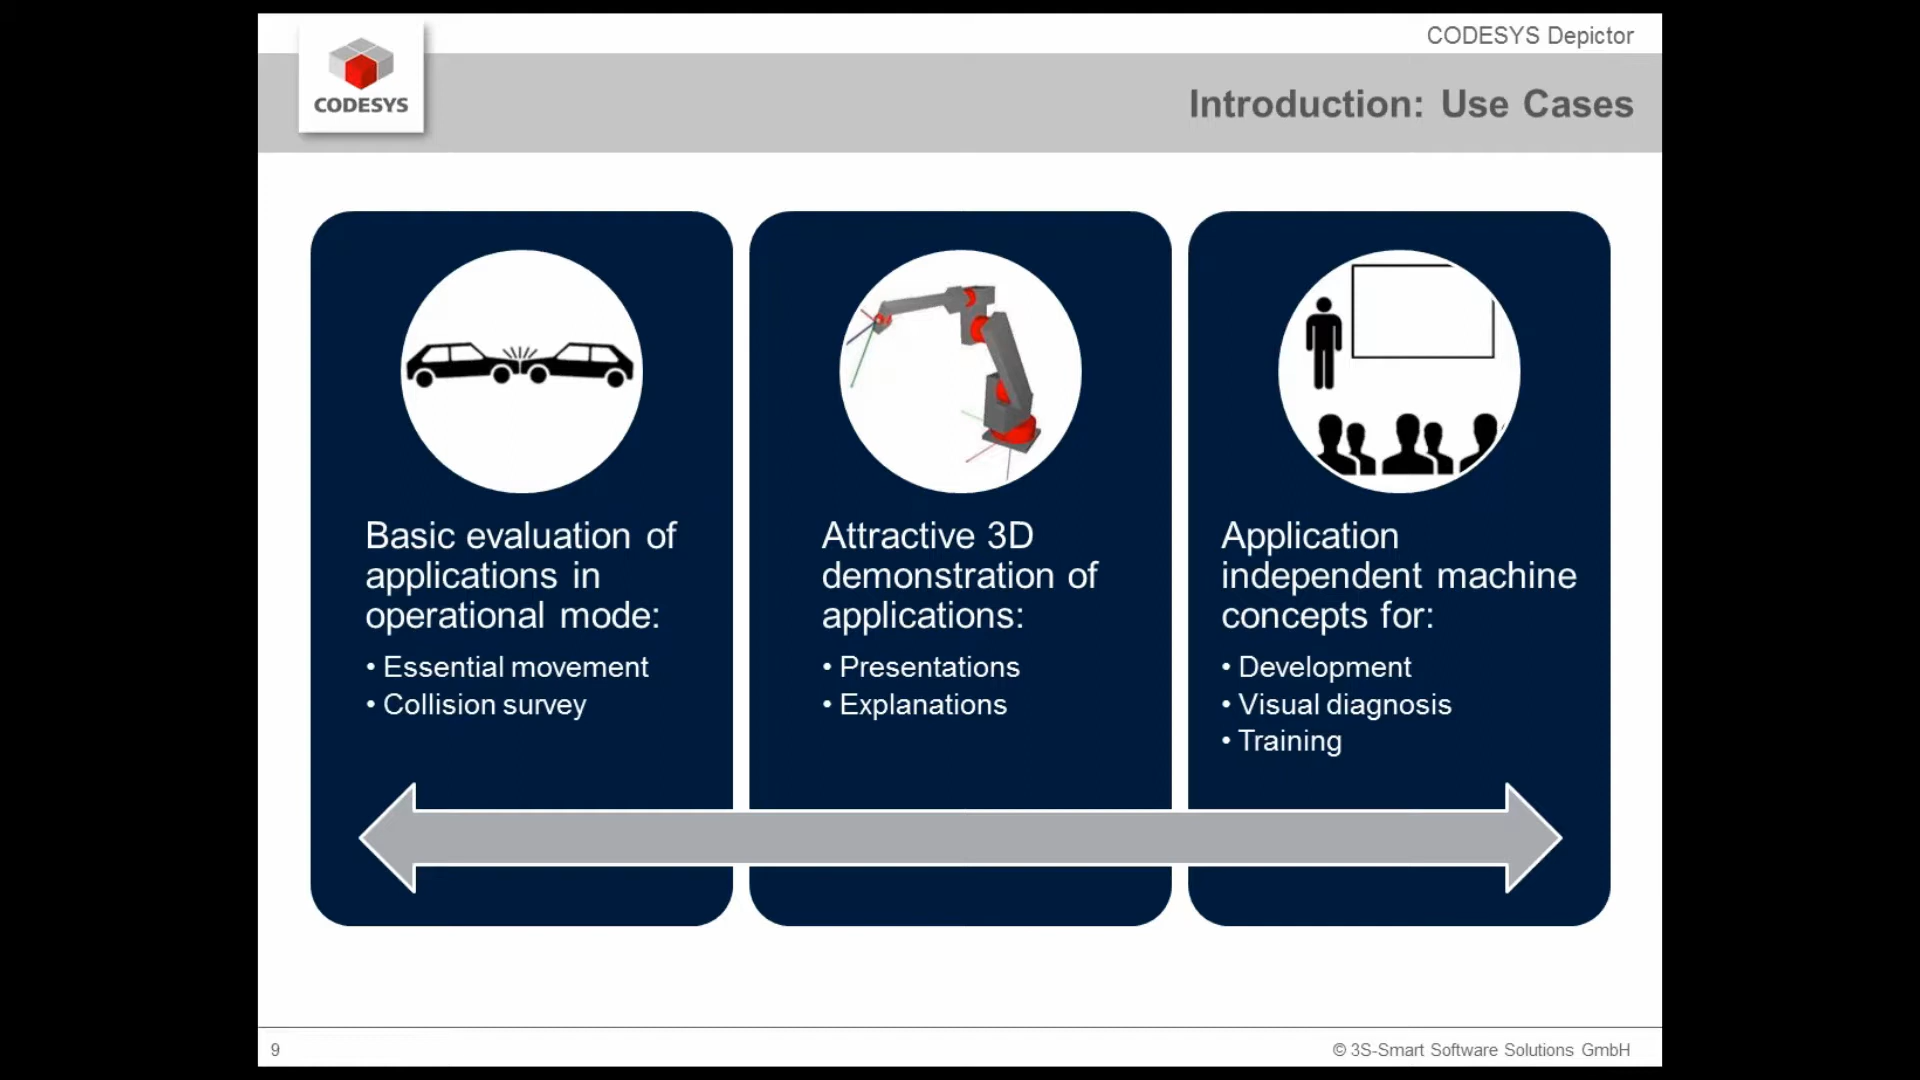 CODESYS Depictor
CODESYS
Introduction: Use Cases
Basic evaluation of
applications in
operational mode:
• Essential movement
• Collision survey
Attractive 3D
demonstration of
applications:
• Presentations
• Explanations
Application
independent machine
concepts for:
• Development
• Visual diagnosis
• Training
9
© 3S-Smart Software Solutions GmbH